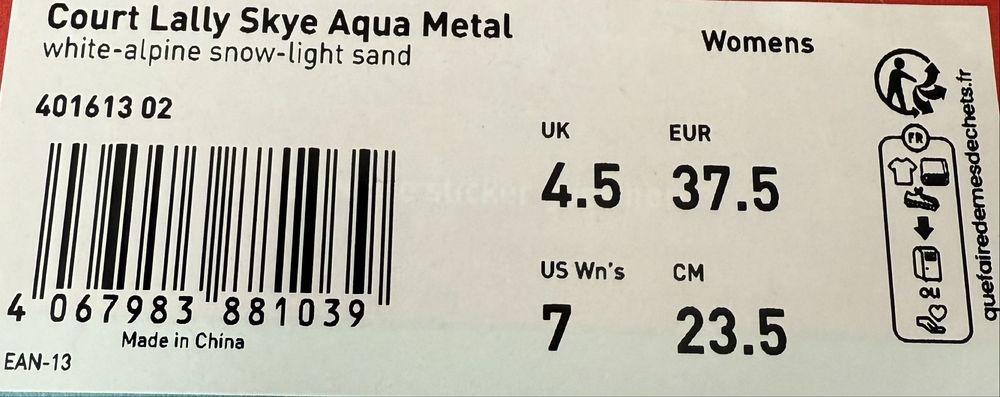 Court Lally Skye Aqua Metal
white-alpine snow-light sand
Womens
401613 02
UK
EUR
4.5
37.5
US Wn's
CM
7
23.5
4 067983 881039
Made in China
EAN-13
FR
quefairedemesdechets.fr